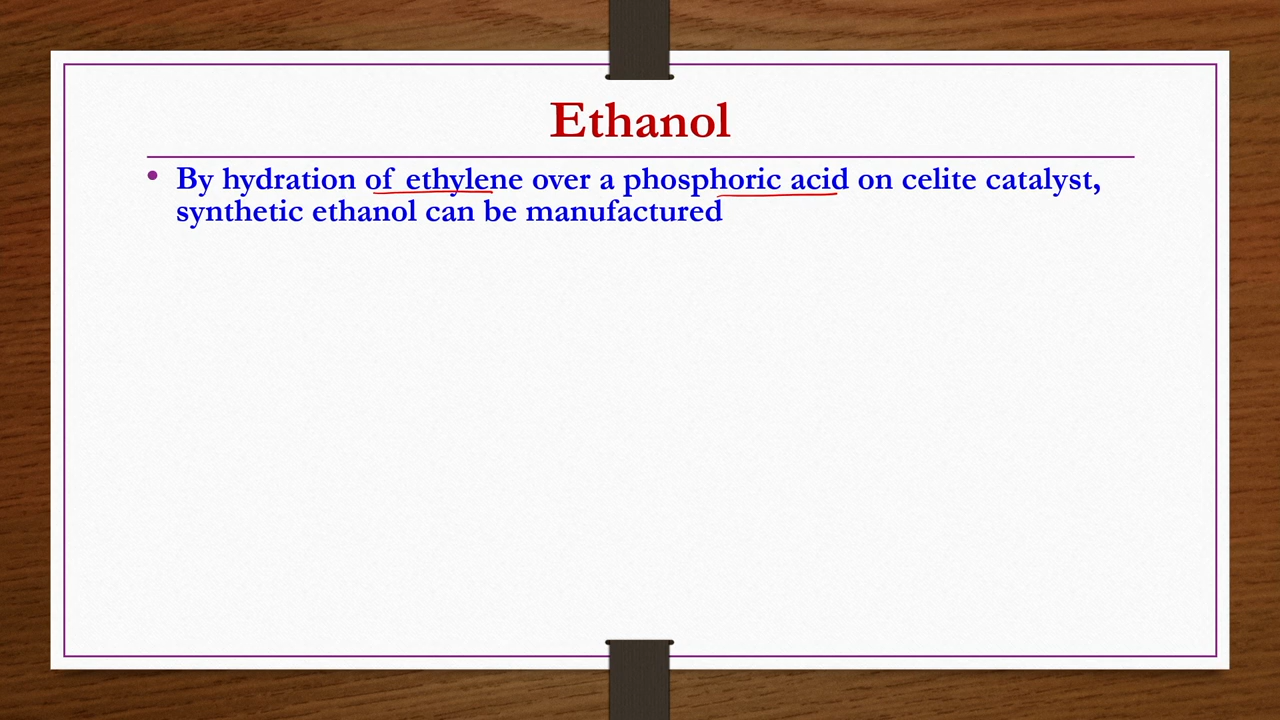 Ethanol
• By hydration of ethylene over a phosphoric acid on celite catalyst,
synthetic ethanol can be manufactured